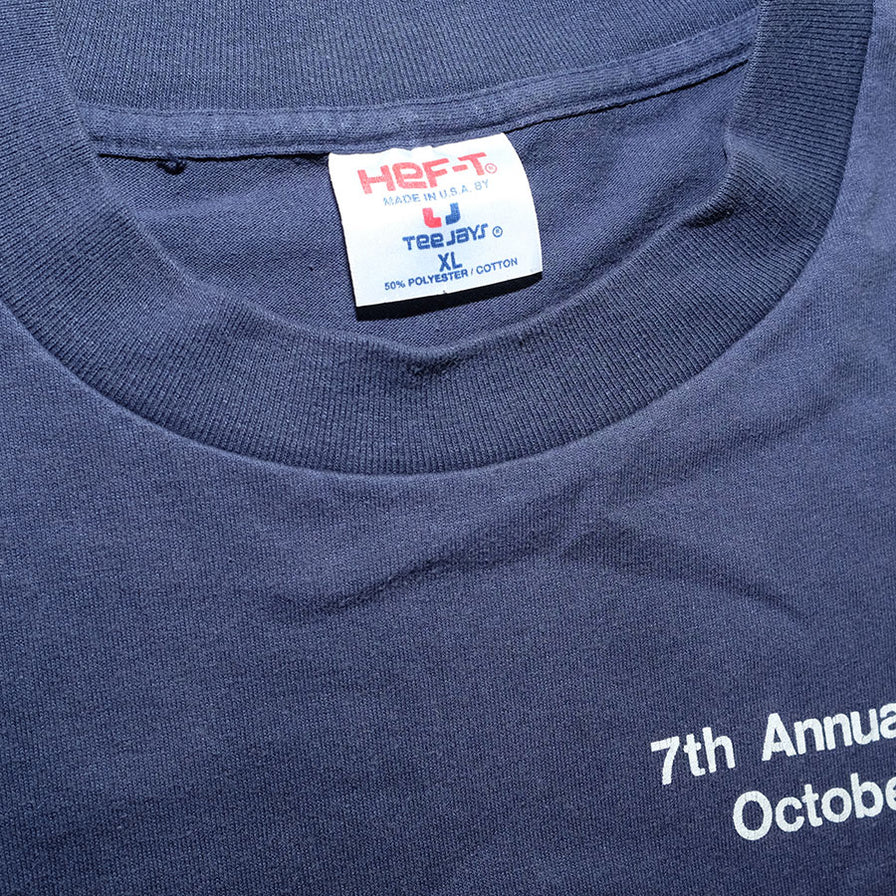 HEF-T®
MADE IN U.S.A. BY
TEE JAYS ®
XL
50% POLYESTER / COTTON
7th Annua
Octobe